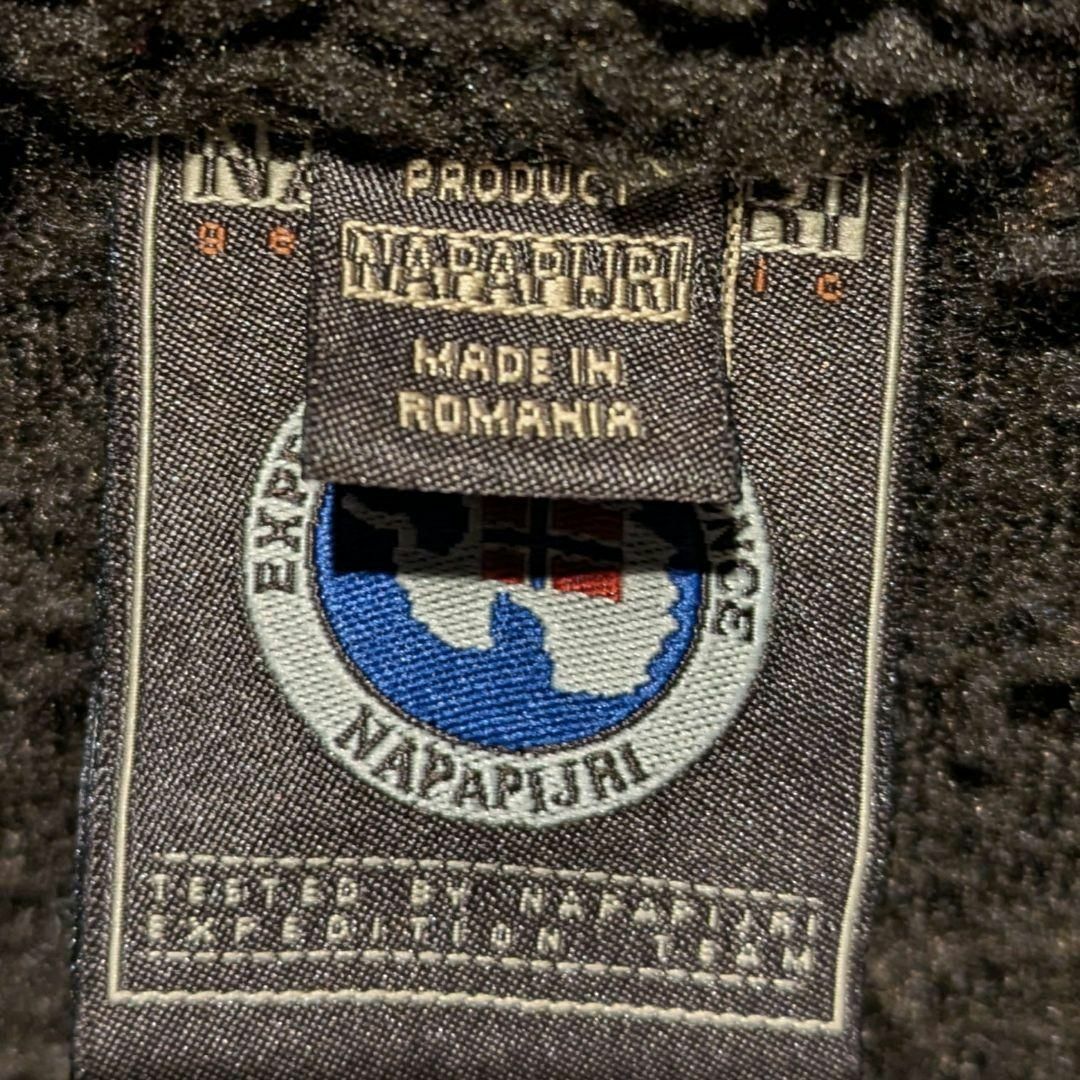 PRODUCT
NAPAPIJRI
MADE IN
ROMANIA
NAPAPIJRI
TESTED BY NAPAPIJRI
EXPEDITION TEAM